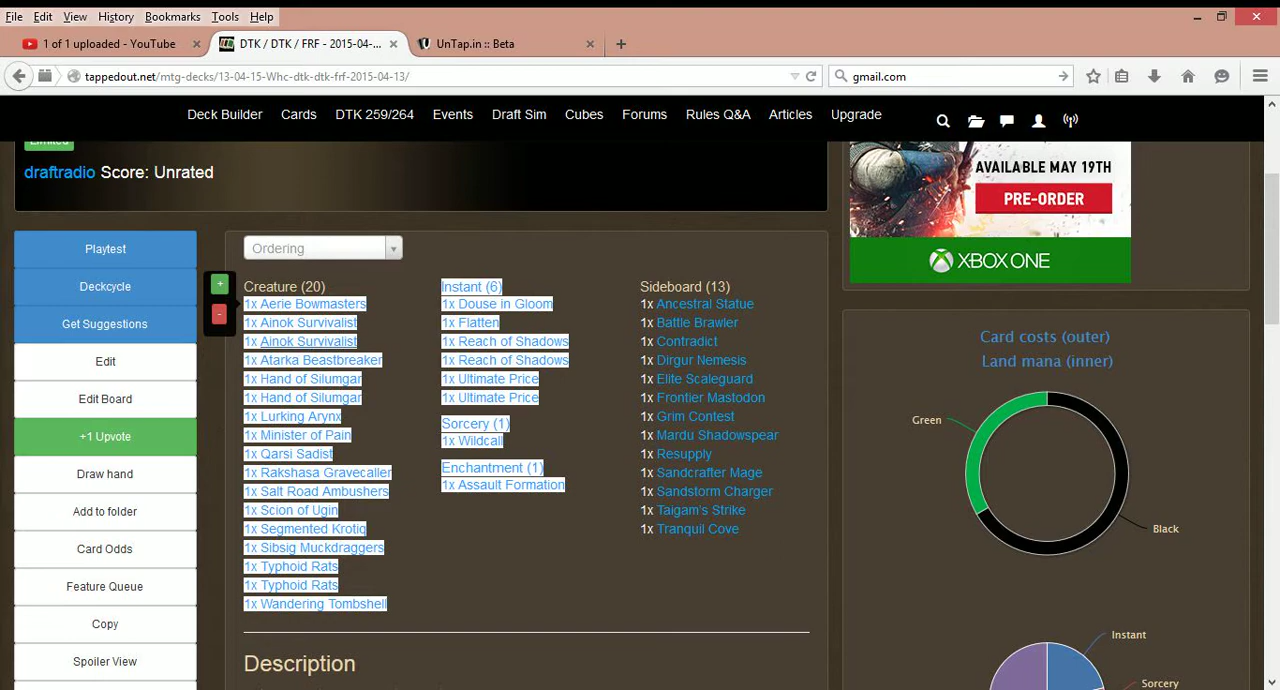 File Edit View History Bookmarks Tools Help
1 of 1 uploaded - YouTube
DTK / DTK / FRF - 2015-04-...
UnTap.in :: Beta
tappedout.net/mtg-decks/13-04-15-Whc-dtk-dtk-frf-2015-04-13/
gmail.com
Deck Builder Cards DTK 259/264 Events Draft Sim Cubes Forums Rules Q&A Articles Upgrade
Limited
draftradio Score: Unrated
AVAILABLE MAY 19TH
PRE-ORDER
XBOX ONE
Playtest
Deckcycle
Get Suggestions
Edit
Edit Board
+1 Upvote
Draw hand
Add to folder
Card Odds
Feature Queue
Copy
Spoiler View
+
-
Ordering
Creature (20)
1x Aerie Bowmasters
1x Ainok Survivalist
1x Ainok Survivalist
1x Atarka Beastbreaker
1x Hand of Silumgar
1x Hand of Silumgar
1x Lurking Arynx
1x Minister of Pain
1x Qarsi Sadist
1x Rakshasa Gravecaller
1x Salt Road Ambushers
1x Scion of Ugin
1x Segmented Krotiq
1x Sibsig Muckdraggers
1x Typhoid Rats
1x Typhoid Rats
1x Wandering Tombshell
Instant (6)
1x Douse in Gloom
1x Flatten
1x Reach of Shadows
1x Reach of Shadows
1x Ultimate Price
1x Ultimate Price
Sorcery (1)
1x Wildcall
Enchantment (1)
1x Assault Formation
Sideboard (13)
1x Ancestral Statue
1x Battle Brawler
1x Contradict
1x Dirgur Nemesis
1x Elite Scaleguard
1x Frontier Mastodon
1x Grim Contest
1x Mardu Shadowspear
1x Resupply
1x Sandcrafter Mage
1x Sandstorm Charger
1x Taigam's Strike
1x Tranquil Cove
Description
Card costs (outer)
Land mana (inner)
Green
Black
Instant
Sorcery